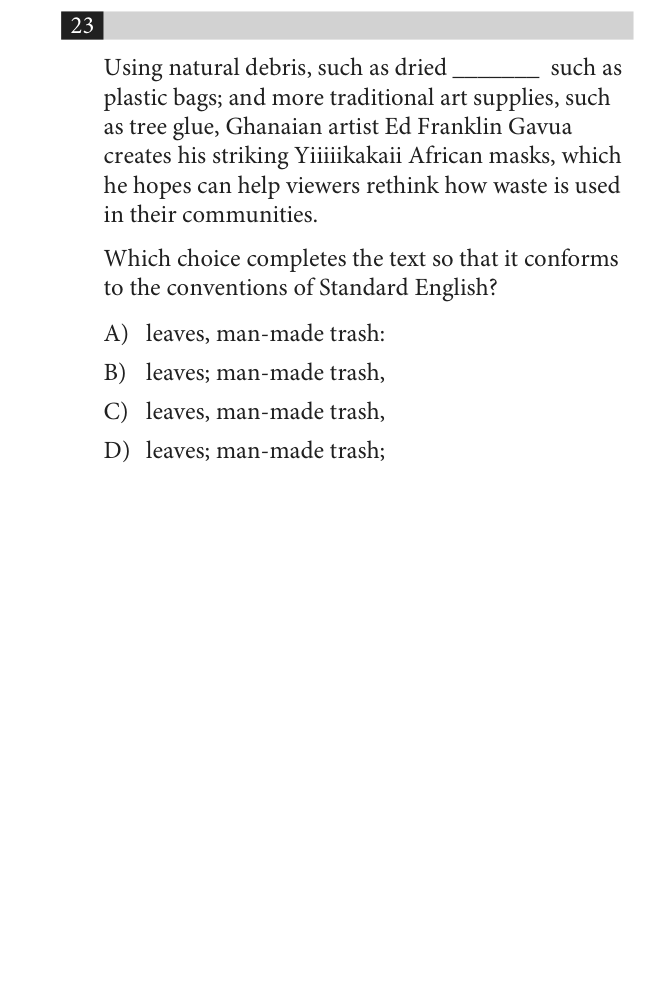 23
Using natural debris, such as dried _______ such as
plastic bags; and more traditional art supplies, such
as tree glue, Ghanaian artist Ed Franklin Gavua
creates his striking Yiiiiikakaii African masks, which
he hopes can help viewers rethink how waste is used
in their communities.
Which choice completes the text so that it conforms
to the conventions of Standard English?
A) leaves, man-made trash:
B) leaves; man-made trash,
C) leaves, man-made trash,
D) leaves; man-made trash;